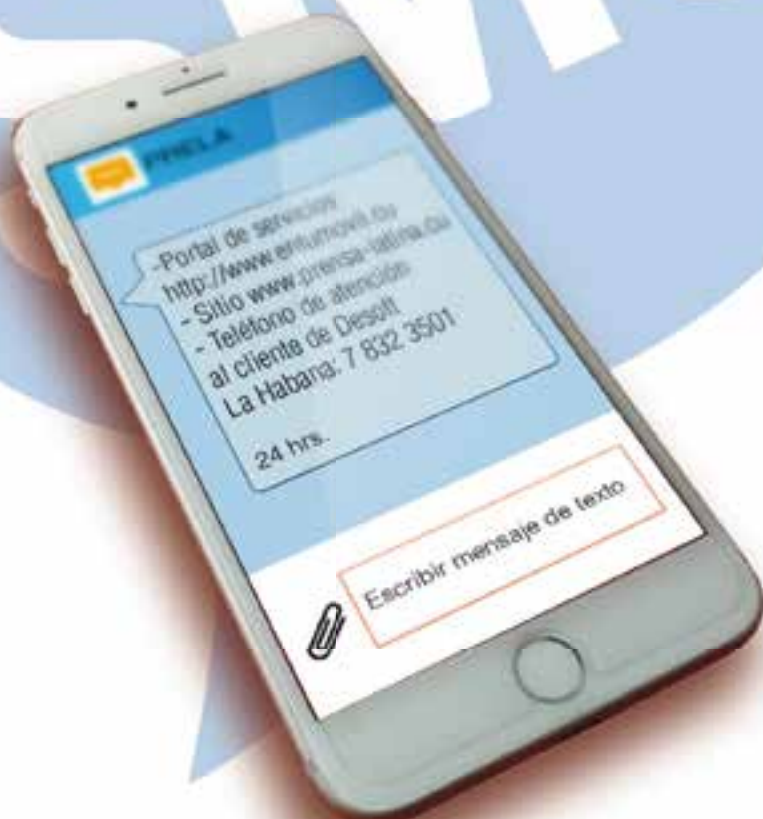 PRELA
-Portal de servicios:
http://www.entumovil.cu
- Sitio www.prensa-latina.cu
- Teléfono de atención
al cliente de Desoft
La Habana: 7 832 3501
24 hrs.
Escribir mensaje de texto